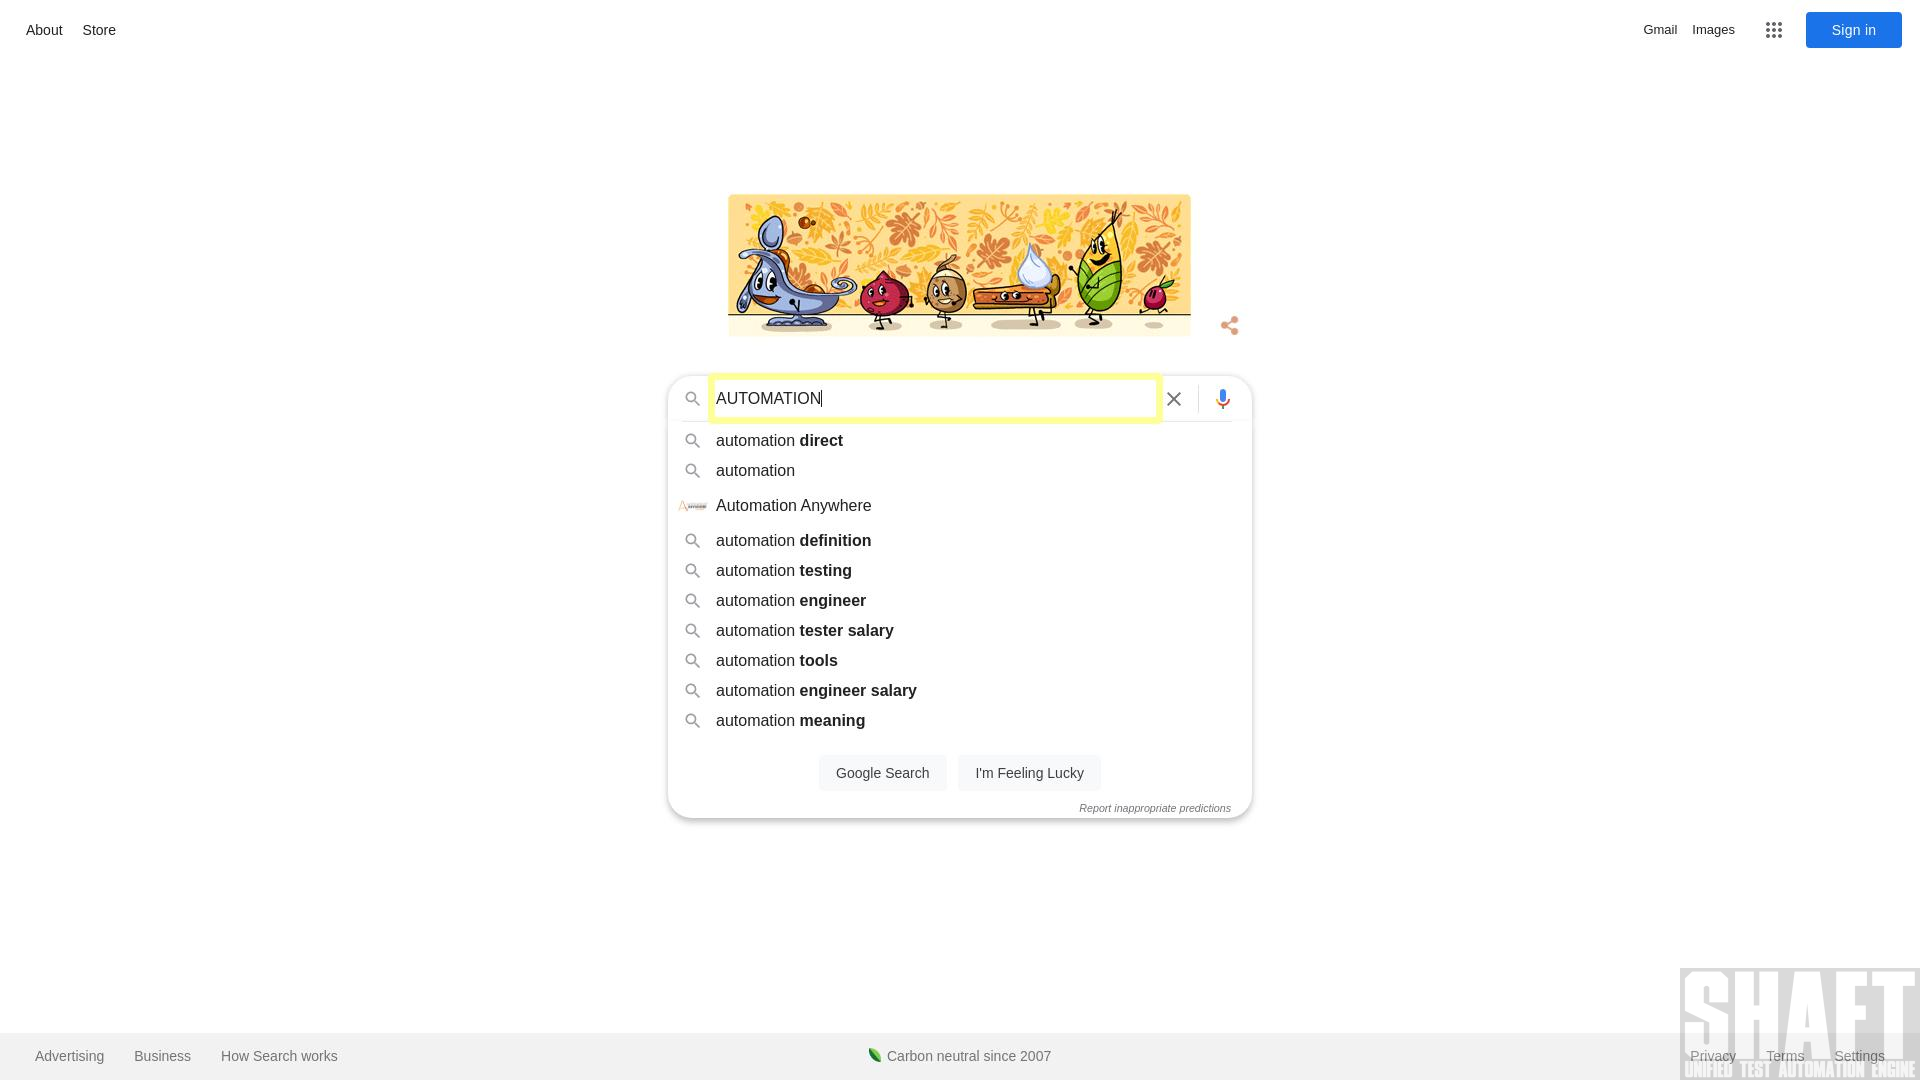 About Store
Gmail Images Sign in
AUTOMATION
automation direct
automation
Automation Anywhere
automation definition
automation testing
automation engineer
automation tester salary
automation tools
automation engineer salary
automation meaning
Google Search I'm Feeling Lucky
Report inappropriate predictions
SHAFT
Advertising Business How Search works Carbon neutral since 2007 Privacy Terms Settings
UNIFIED TEST AUTOMATION ENGINE